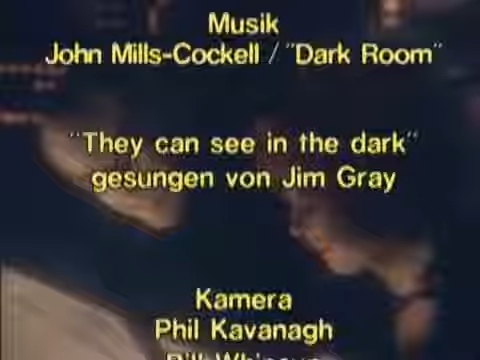 Musik
John Mills-Cockell / "Dark Room"
"They can see in the dark"
gesungen von Jim Gray
Kamera
Phil Kavanagh
Bill